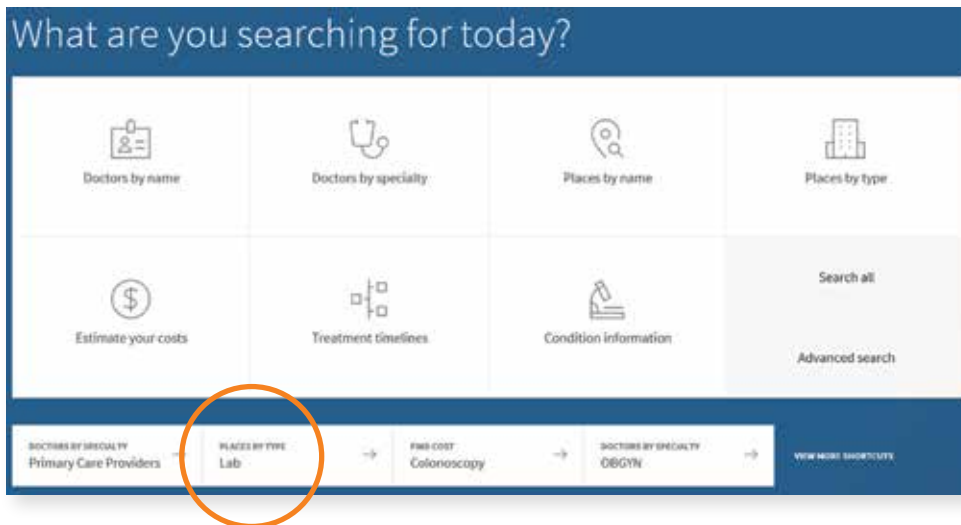 What are you searching for today?
Doctors by name
Doctors by specialty
Places by name
Places by type
Estimate your costs
Treatment timelines
Condition information
Search all
Advanced search
DOCTORS BY SPECIALTY
Primary Care Providers
PLACES BY TYPE
Lab
FIND COST
Colonoscopy
DOCTORS BY SPECIALTY
OBGYN
VIEW MORE SHORTCUTS